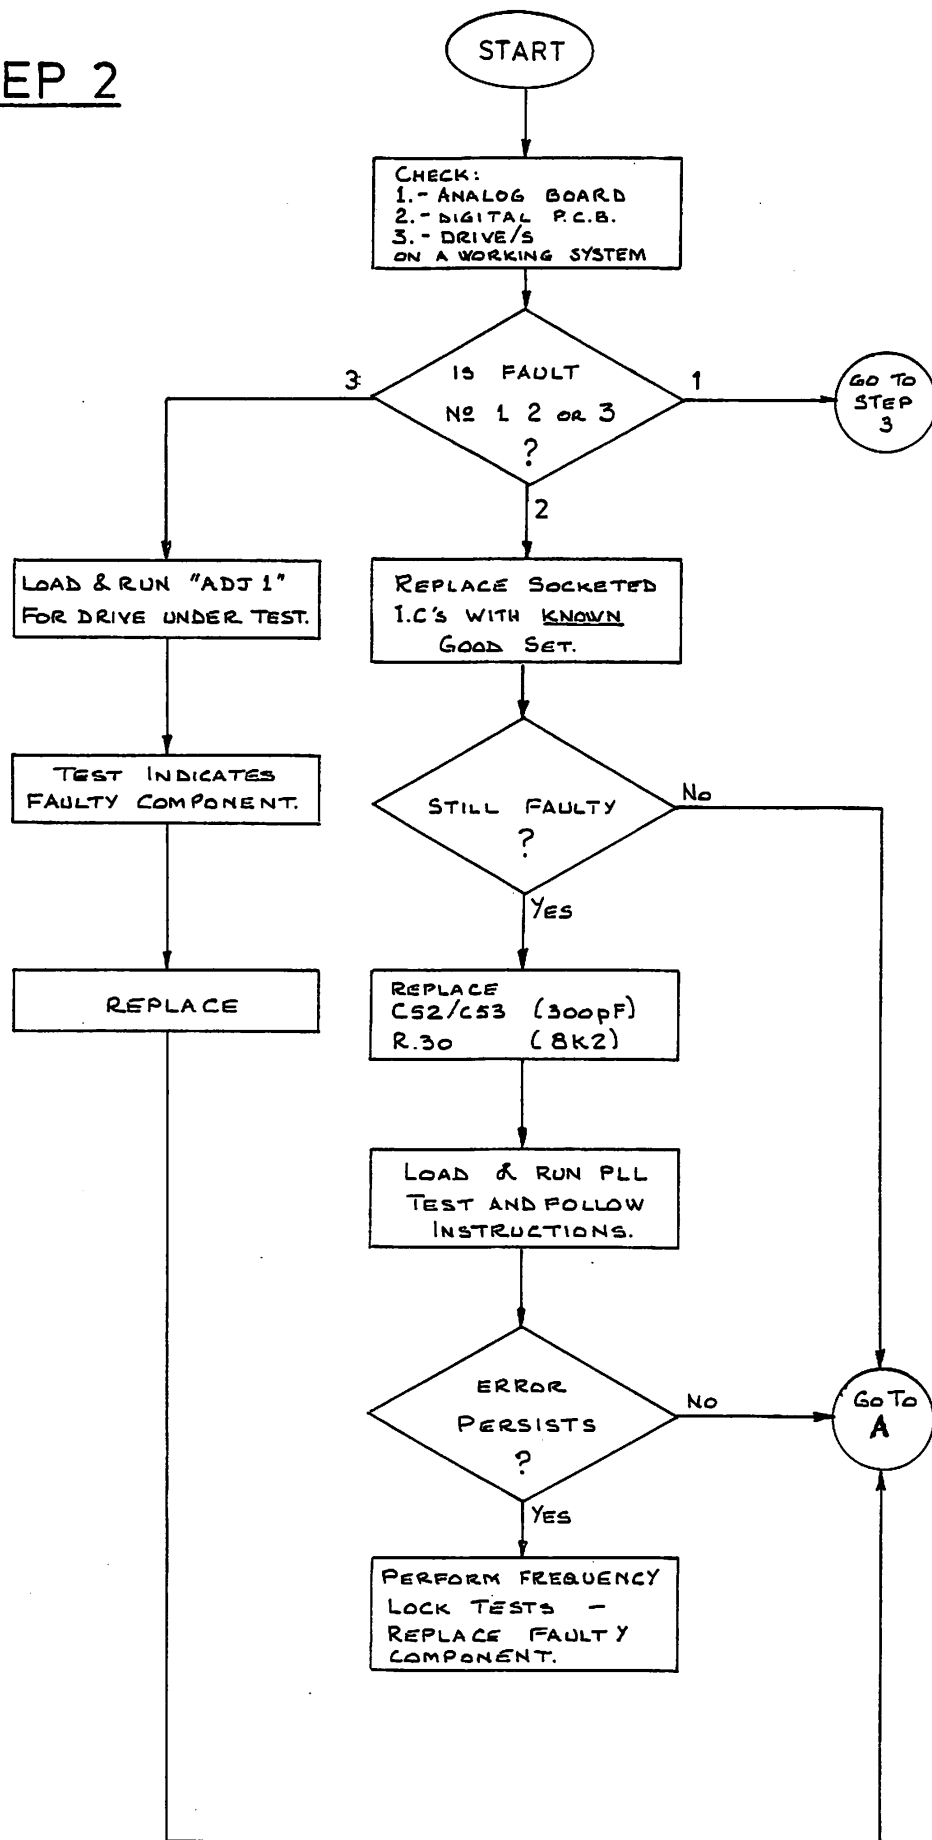 EP 2
START
CHECK:
1.- ANALOG BOARD
2.- DIGITAL P.C.B.
3.- DRIVE/S
ON A WORKING SYSTEM
IS FAULT
Nº 1 2 OR 3
?
3
1
GO TO
STEP
3
2
LOAD & RUN "ADJ 1"
FOR DRIVE UNDER TEST.
REPLACE SOCKETED
I.C'S WITH KNOWN
GOOD SET.
TEST INDICATES
FAULTY COMPONENT.
STILL FAULTY
?
NO
YES
REPLACE
REPLACE
C52/C53 (300pF)
R.30 (8K2)
LOAD & RUN PLL
TEST AND FOLLOW
INSTRUCTIONS.
ERROR
PERSISTS
?
NO
GO TO
A
YES
PERFORM FREQUENCY
LOCK TESTS -
REPLACE FAULTY
COMPONENT.